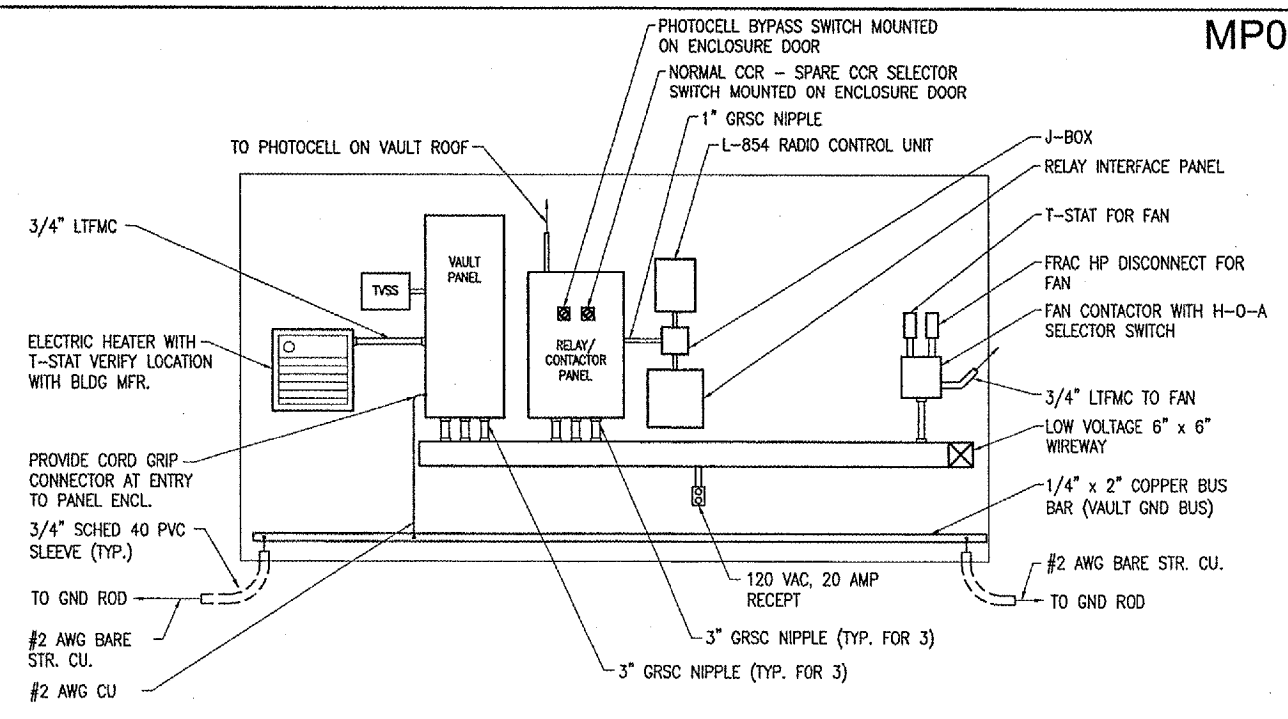 MP0
PHOTOCELL BYPASS SWITCH MOUNTED
ON ENCLOSURE DOOR
NORMAL CCR - SPARE CCR SELECTOR
SWITCH MOUNTED ON ENCLOSURE DOOR
1" GRSC NIPPLE
L-854 RADIO CONTROL UNIT
TO PHOTOCELL ON VAULT ROOF
J-BOX
RELAY INTERFACE PANEL
T-STAT FOR FAN
FRAC HP DISCONNECT FOR
FAN
FAN CONTACTOR WITH H-O-A
SELECTOR SWITCH
3/4" LTFMC TO FAN
LOW VOLTAGE 6" x 6"
WIREWAY
1/4" x 2" COPPER BUS
BAR (VAULT GND BUS)
#2 AWG BARE STR. CU.
TO GND ROD
3/4" LTFMC
VAULT
PANEL
TVSS
RELAY/
CONTACTOR
PANEL
ELECTRIC HEATER WITH
T-STAT VERIFY LOCATION
WITH BLDG MFR.
PROVIDE CORD GRIP
CONNECTOR AT ENTRY
TO PANEL ENCL.
3/4" SCHED 40 PVC
SLEEVE (TYP.)
TO GND ROD
#2 AWG BARE
STR. CU.
#2 AWG CU
120 VAC, 20 AMP
RECEPT
3" GRSC NIPPLE (TYP. FOR 3)
3" GRSC NIPPLE (TYP. FOR 3)